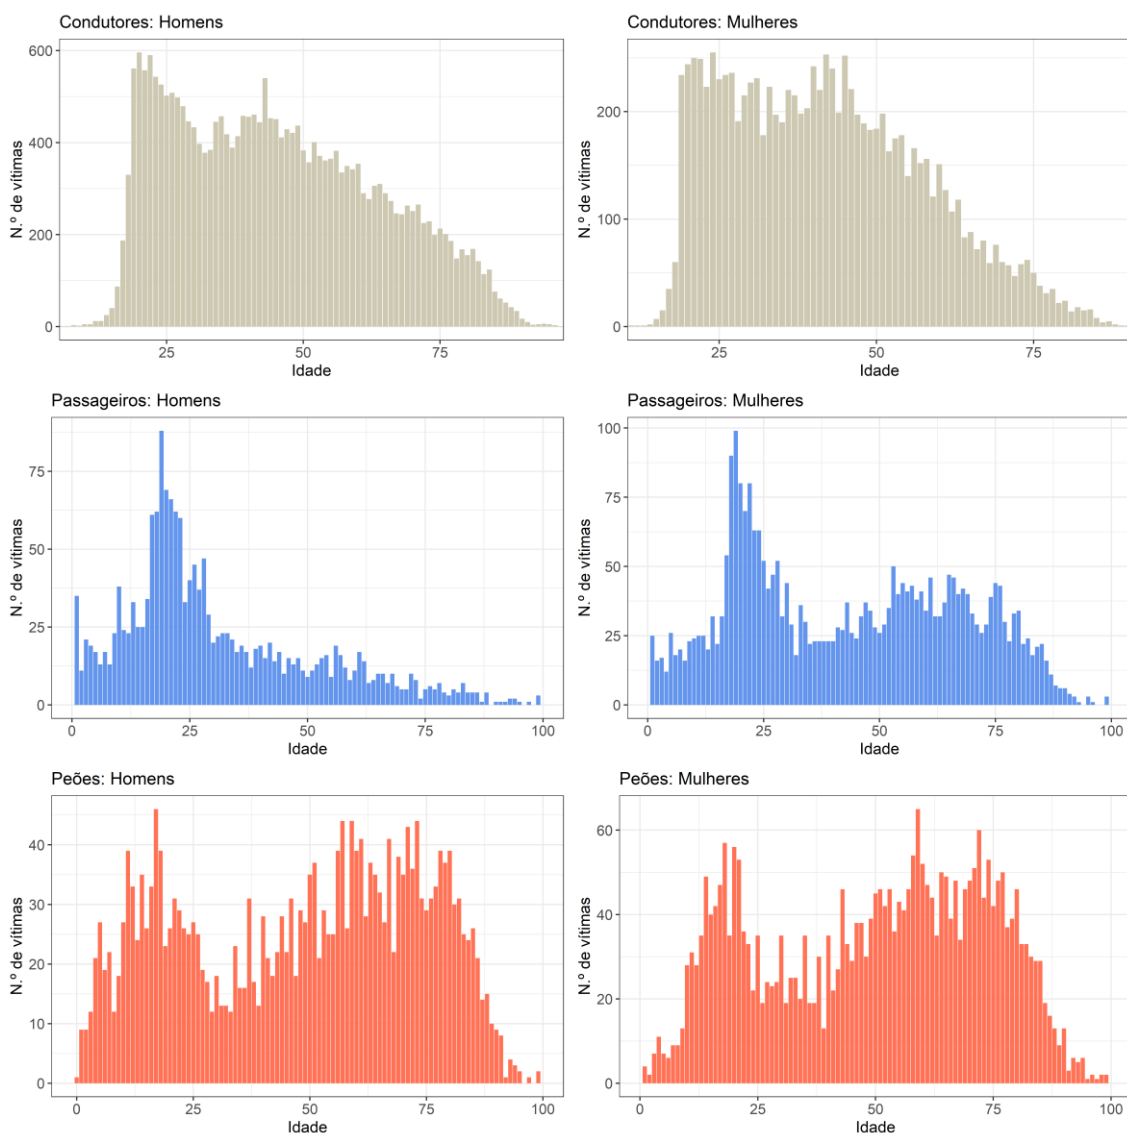 Condutores: Homens
600
400
200
0
N.º de vítimas
25
50
75
Idade
Condutores: Mulheres
200
100
0
N.º de vítimas
25
50
75
Idade
Passageiros: Homens
75
50
25
0
N.º de vítimas
0
25
50
75
100
Idade
Passageiros: Mulheres
100
75
50
25
0
N.º de vítimas
0
25
50
75
100
Idade
Peões: Homens
40
30
20
10
0
N.º de vítimas
0
25
50
75
100
Idade
Peões: Mulheres
60
40
20
0
N.º de vítimas
0
25
50
75
100
Idade